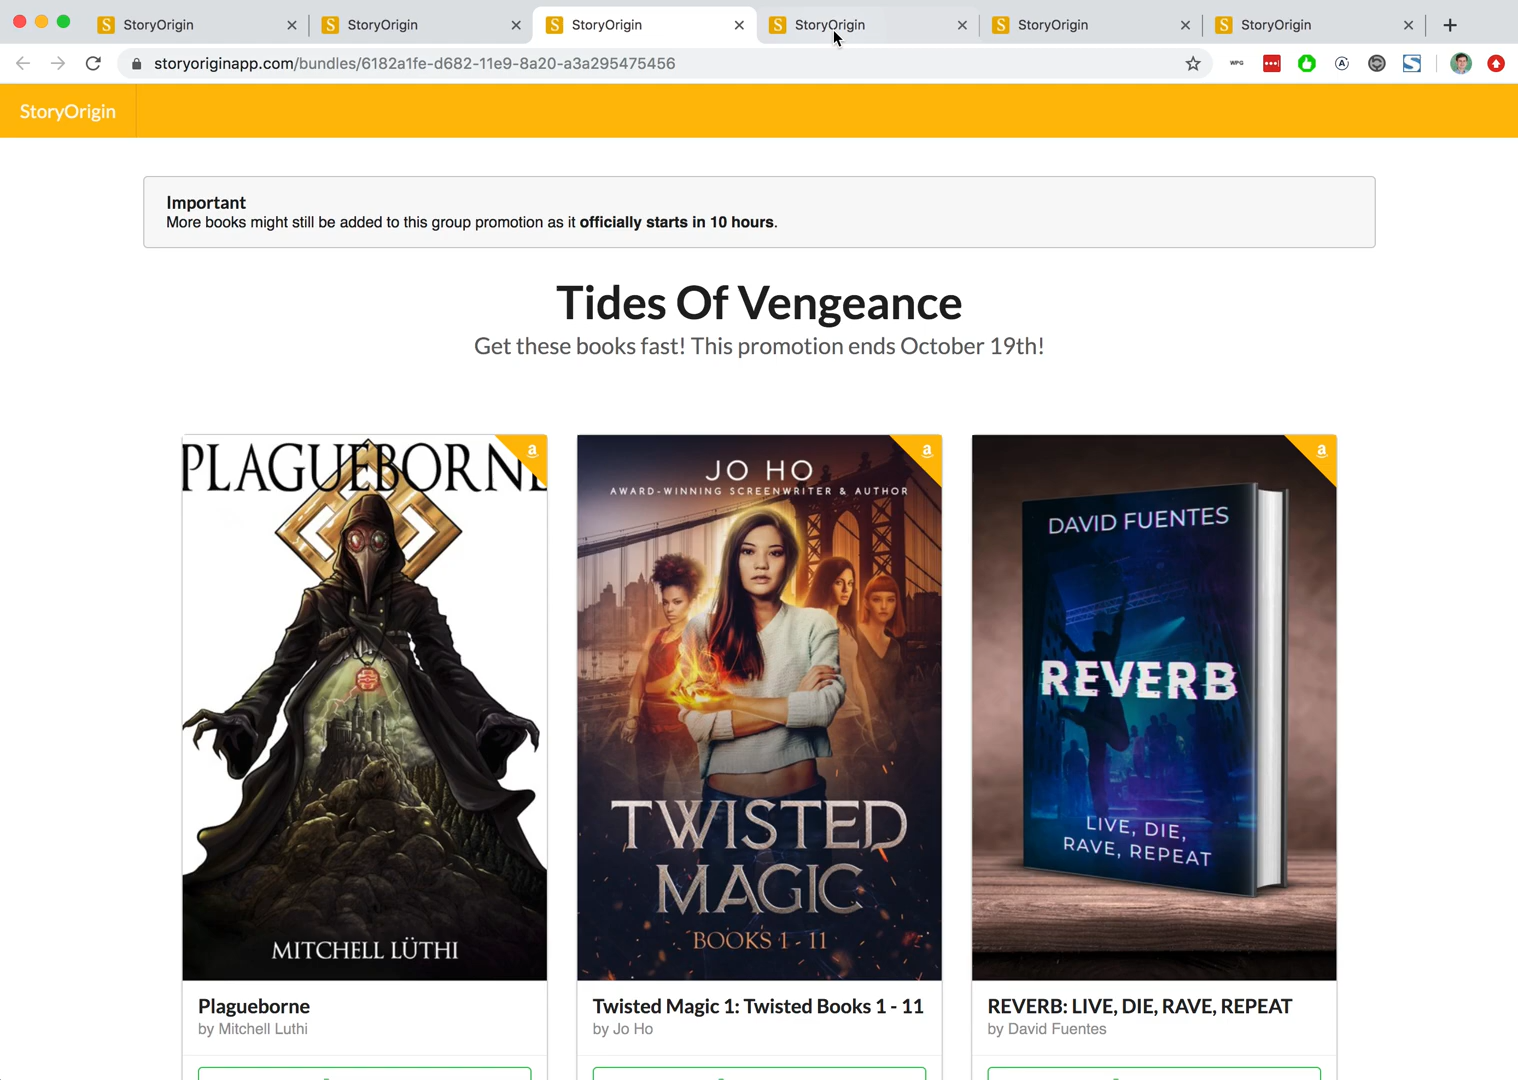 StoryOrigin
StoryOrigin
StoryOrigin
StoryOrigin
StoryOrigin
StoryOrigin
storyoriginapp.com/bundles/6182a1fe-d682-11e9-8a20-a3a295475456
WPG
StoryOrigin
Important
More books might still be added to this group promotion as it officially starts in 10 hours.
Tides Of Vengeance
Get these books fast! This promotion ends October 19th!
PLAGUEBORNE
MITCHELL LÜTHI
JO HO
AWARD-WINNING SCREENWRITER & AUTHOR
TWISTED
MAGIC
BOOKS 1 - 11
DAVID FUENTES
REVERB
LIVE, DIE,
RAVE, REPEAT
Plagueborne
by Mitchell Luthi
Twisted Magic 1: Twisted Books 1 - 11
by Jo Ho
REVERB: LIVE, DIE, RAVE, REPEAT
by David Fuentes